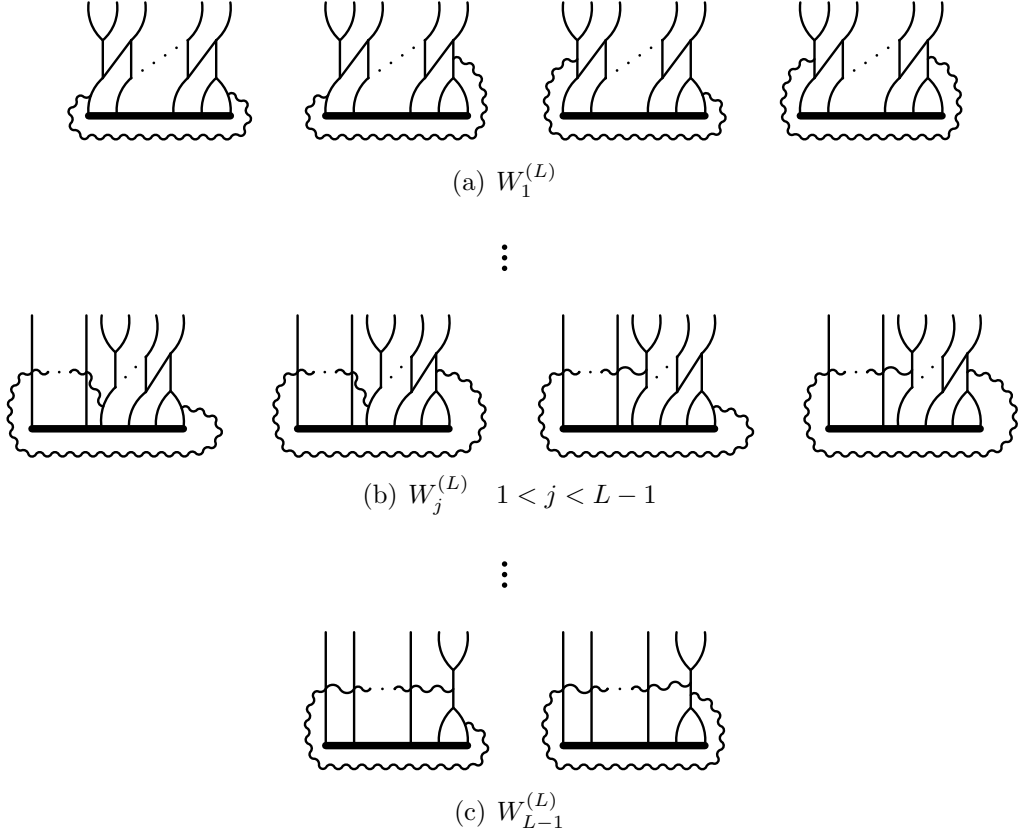 (a) $W_1^{(L)}$
(b) $W_j^{(L)}$ $1 < j < L - 1$
(c) $W_{L-1}^{(L)}$